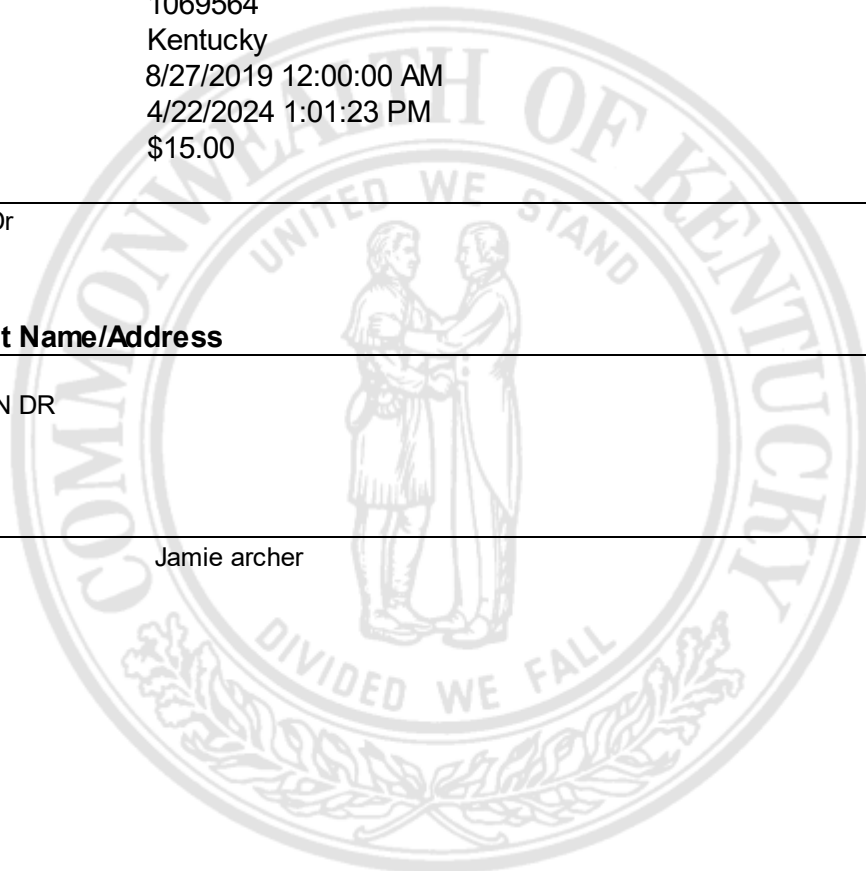 1069564
Kentucky
8/27/2019 12:00:00 AM
4/22/2024 1:01:23 PM
$15.00
Dr
t Name/Address
N DR
Jamie archer
COMMONWEALTH OF KENTUCKY
UNITED WE STAND
DIVIDED WE FALL